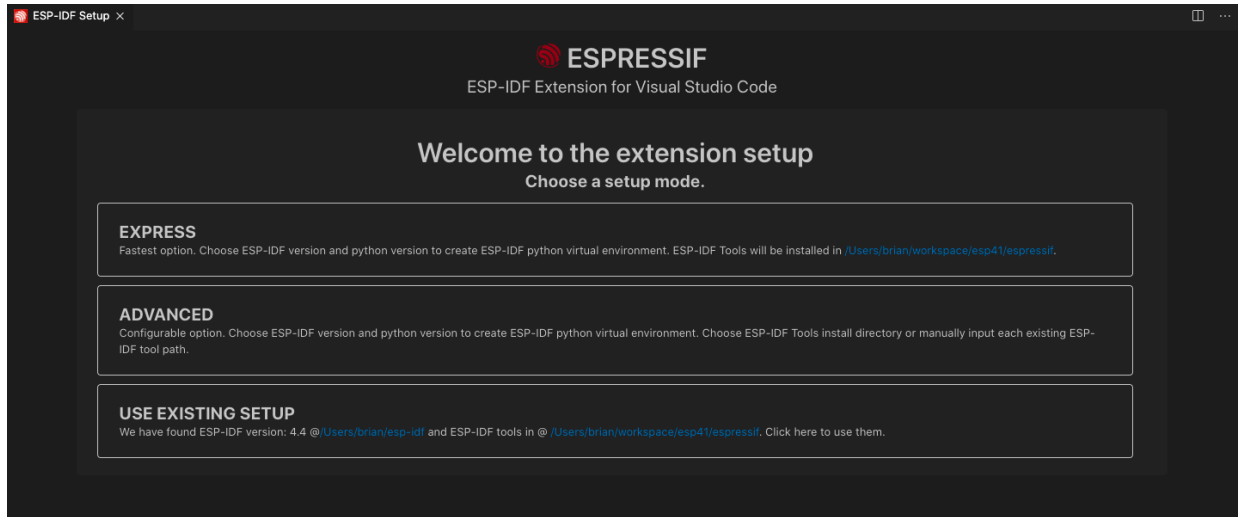 ESP-IDF Setup
ESPRESSIF
ESP-IDF Extension for Visual Studio Code
Welcome to the extension setup
Choose a setup mode.
EXPRESS
Fastest option. Choose ESP-IDF version and python version to create ESP-IDF python virtual environment. ESP-IDF Tools will be installed in /Users/brian/workspace/esp41/espressif.
ADVANCED
Configurable option. Choose ESP-IDF version and python version to create ESP-IDF python virtual environment. Choose ESP-IDF Tools install directory or manually input each existing ESP-
IDF tool path.
USE EXISTING SETUP
We have found ESP-IDF version: 4.4 @/Users/brian/esp-idf and ESP-IDF tools in @ /Users/brian/workspace/esp41/espressif. Click here to use them.